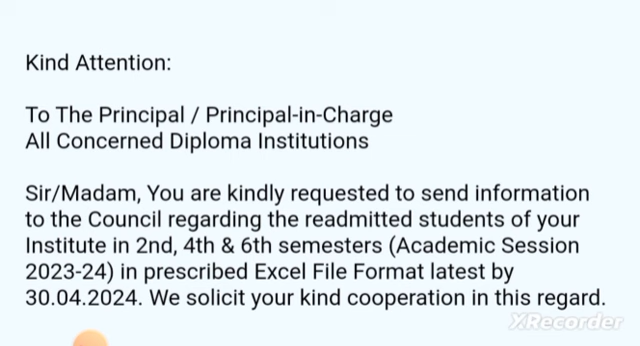 Kind Attention:
To The Principal / Principal-in-Charge
All Concerned Diploma Institutions
Sir/Madam, You are kindly requested to send information
to the Council regarding the readmitted students of your
Institute in 2nd, 4th & 6th semesters (Academic Session
2023-24) in prescribed Excel File Format latest by
30.04.2024. We solicit your kind cooperation in this regard.
XRecorder